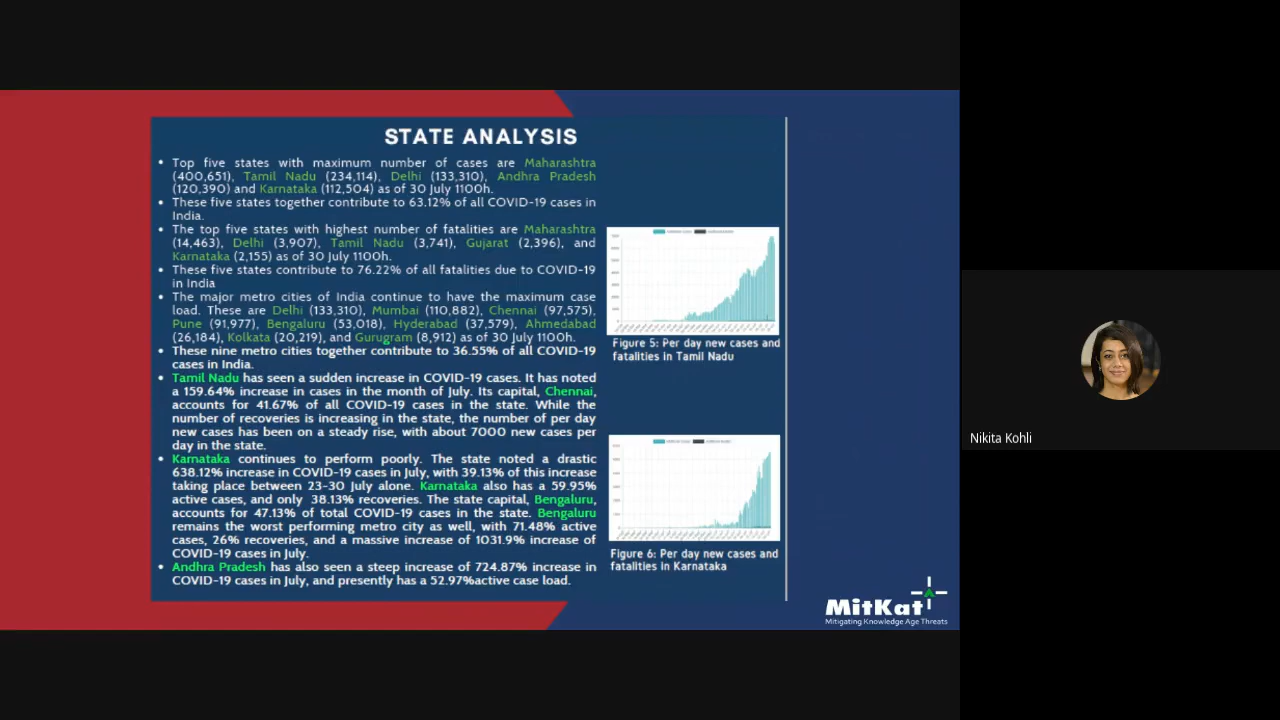 STATE ANALYSIS
• Top five states with maximum number of cases are Maharashtra
(400,651), Tamil Nadu (234,114), Delhi (133,310), Andhra Pradesh
(120,390) and Karnataka (112,504) as of 30 July 1100h.
• These five states together contribute to 63.12% of all COVID-19 cases in
India.
• The top five states with highest number of fatalities are Maharashtra
(14,463), Delhi (3,907), Tamil Nadu (3,741), Gujarat (2,396), and
Karnataka (2,155) as of 30 July 1100h.
• These five states contribute to 76.22% of all fatalities due to COVID-19
in India
• The major metro cities of India continue to have the maximum case
load. These are Delhi (133,310), Mumbai (110,882), Chennai (97,575),
Pune (91,977), Bengaluru (53,018), Hyderabad (37,579), Ahmedabad
(26,184), Kolkata (20,219), and Gurugram (8,912) as of 30 July 1100h.
• These nine metro cities together contribute to 36.55% of all COVID-19
cases in India.
• Tamil Nadu has seen a sudden increase in COVID-19 cases. It has noted
a 159.64% increase in cases in the month of July. Its capital, Chennai,
accounts for 41.67% of all COVID-19 cases in the state. While the
number of recoveries is increasing in the state, the number of per day
new cases has been on a steady rise, with about 7000 new cases per
day in the state.
• Karnataka continues to perform poorly. The state noted a drastic
638.12% increase in COVID-19 cases in July, with 39.13% of this increase
taking place between 23-30 July alone. Karnataka also has a 59.95%
active cases, and only 38.13% recoveries. The state capital, Bengaluru,
accounts for 47.13% of total COVID-19 cases in the state. Bengaluru
remains the worst performing metro city as well, with 71.48% active
cases, 26% recoveries, and a massive increase of 1031.9% increase of
COVID-19 cases in July.
• Andhra Pradesh has also seen a steep increase of 724.87% increase in
COVID-19 cases in July, and presently has a 52.97%active case load.
Figure 5: Per day new cases and
fatalities in Tamil Nadu
Figure 6: Per day new cases and
fatalities in Karnataka
MitKat
Mitigating Knowledge Age Threats
Nikita Kohli